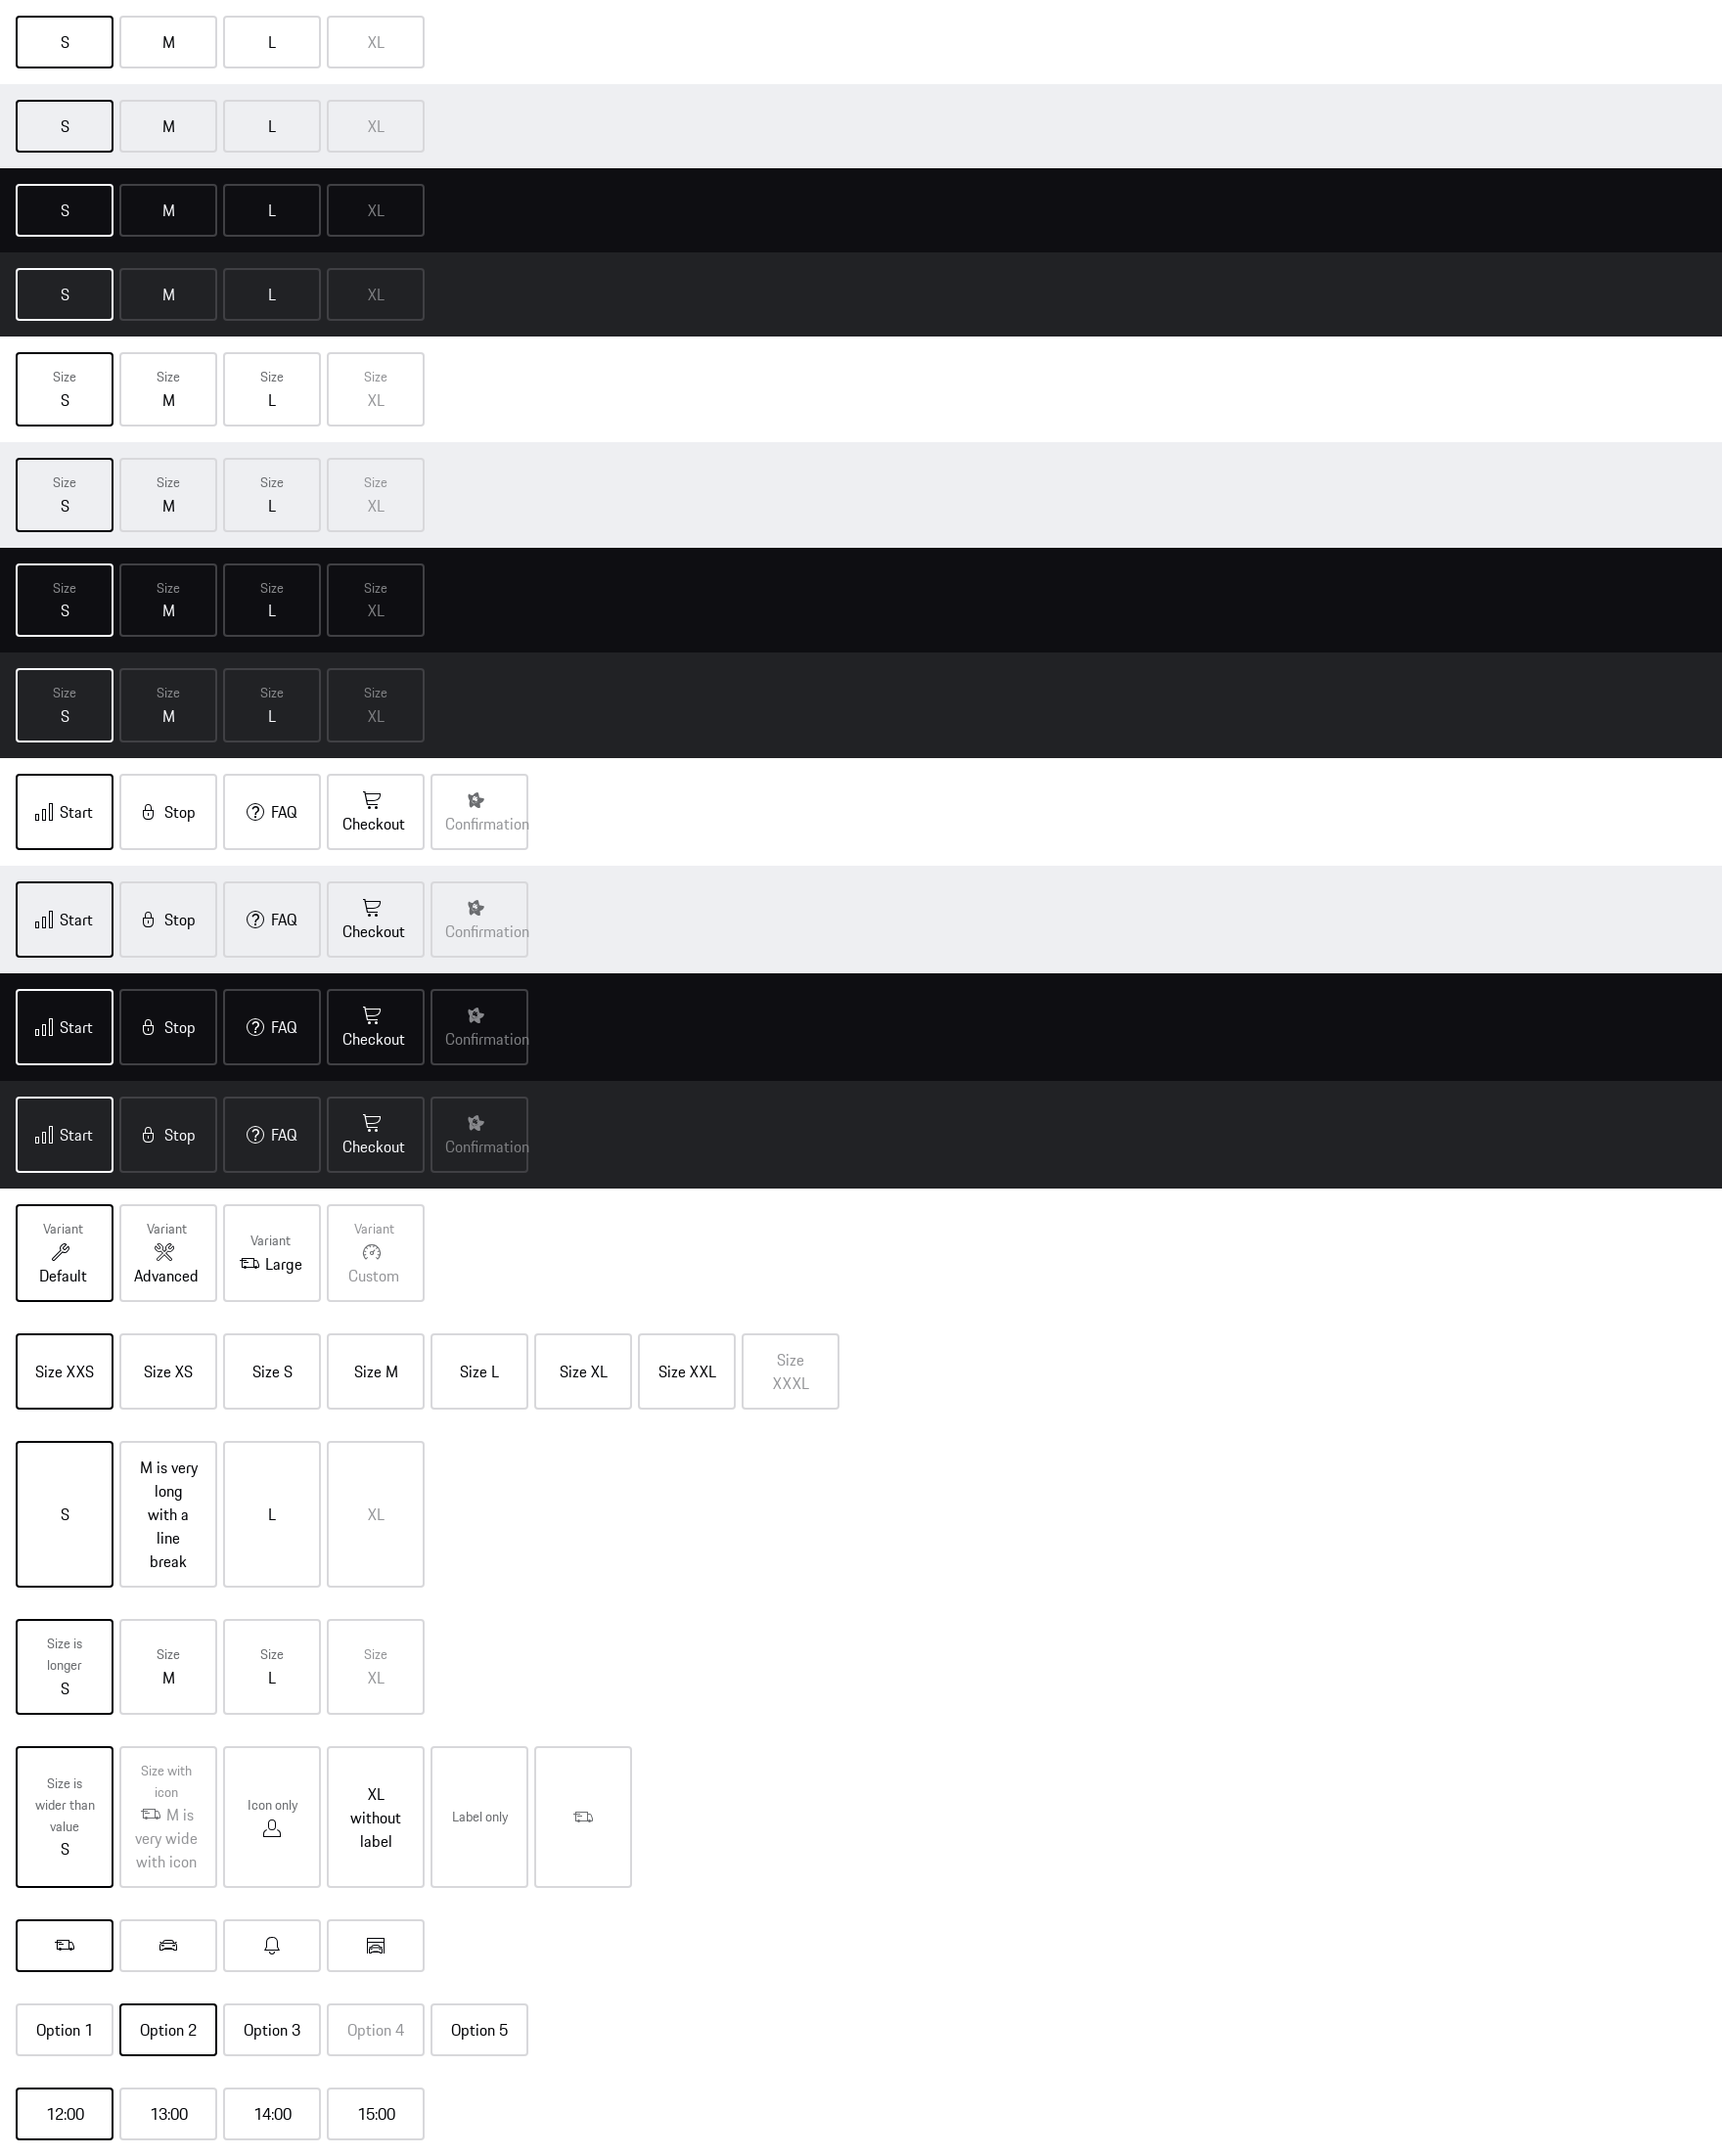 S M L XL
S M L XL
S M L XL
S M L XL
Size Size Size Size
S M L XL
Size Size Size Size
S M L XL
Size Size Size Size
S M L XL
Size Size Size Size
S M L XL
Start Stop FAQ Checkout Confirmation
Start Stop FAQ Checkout Confirmation
Start Stop FAQ Checkout Confirmation
Start Stop FAQ Checkout Confirmation
Variant
Default
Variant
Advanced
Variant
Large
Variant
Custom
Size XXS
Size XS
Size S
Size M
Size L
Size XL
Size XXL
Size
XXXL
S
M is very
long
with a
line
break
L
XL
Size is
longer
S
Size
M
Size
L
Size
XL
Size is
wider than
value
S
Size with
icon
M is
very wide
with icon
Icon only
XL
without
label
Label only
Option 1 Option 2 Option 3 Option 4 Option 5
12:00 13:00 14:00 15:00